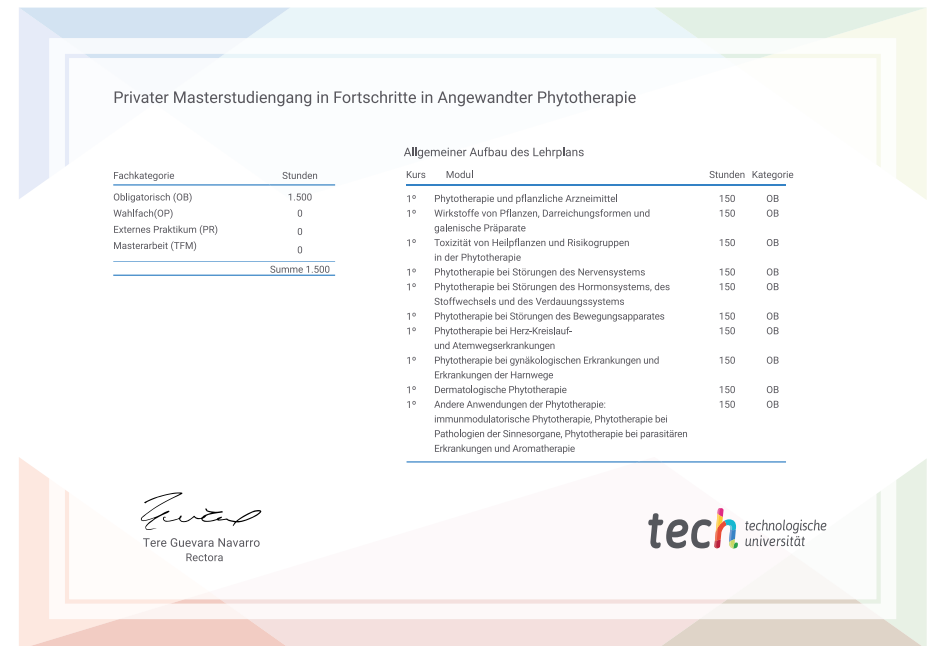 Privater Masterstudiengang in Fortschritte in Angewandter Phytotherapie
Allgemeiner Aufbau des Lehrplans
Fachkategorie Stunden
Obligatorisch (OB) 1.500
Wahlfach(OP) 0
Externes Praktikum (PR) 0
Masterarbeit (TFM) 0
Summe 1.500
Kurs Modul Stunden Kategorie
1º Phytotherapie und pflanzliche Arzneimittel 150 OB
1º Wirkstoffe von Pflanzen, Darreichungsformen und 150 OB
galenische Präparate
1º Toxizität von Heilpflanzen und Risikogruppen 150 OB
in der Phytotherapie
1º Phytotherapie bei Störungen des Nervensystems 150 OB
1º Phytotherapie bei Störungen des Hormonsystems, des 150 OB
Stoffwechsels und des Verdauungssystems
1º Phytotherapie bei Störungen des Bewegungsapparates 150 OB
1º Phytotherapie bei Herz-Kreislauf- 150 OB
und Atemwegserkrankungen
1º Phytotherapie bei gynäkologischen Erkrankungen und 150 OB
Erkrankungen der Harnwege
1º Dermatologische Phytotherapie 150 OB
1º Andere Anwendungen der Phytotherapie: 150 OB
immunmodulatorische Phytotherapie, Phytotherapie bei
Pathologien der Sinnesorgane, Phytotherapie bei parasitären
Erkrankungen und Aromatherapie
Tere Guevara Navarro
Rectora
tech technologische
universität